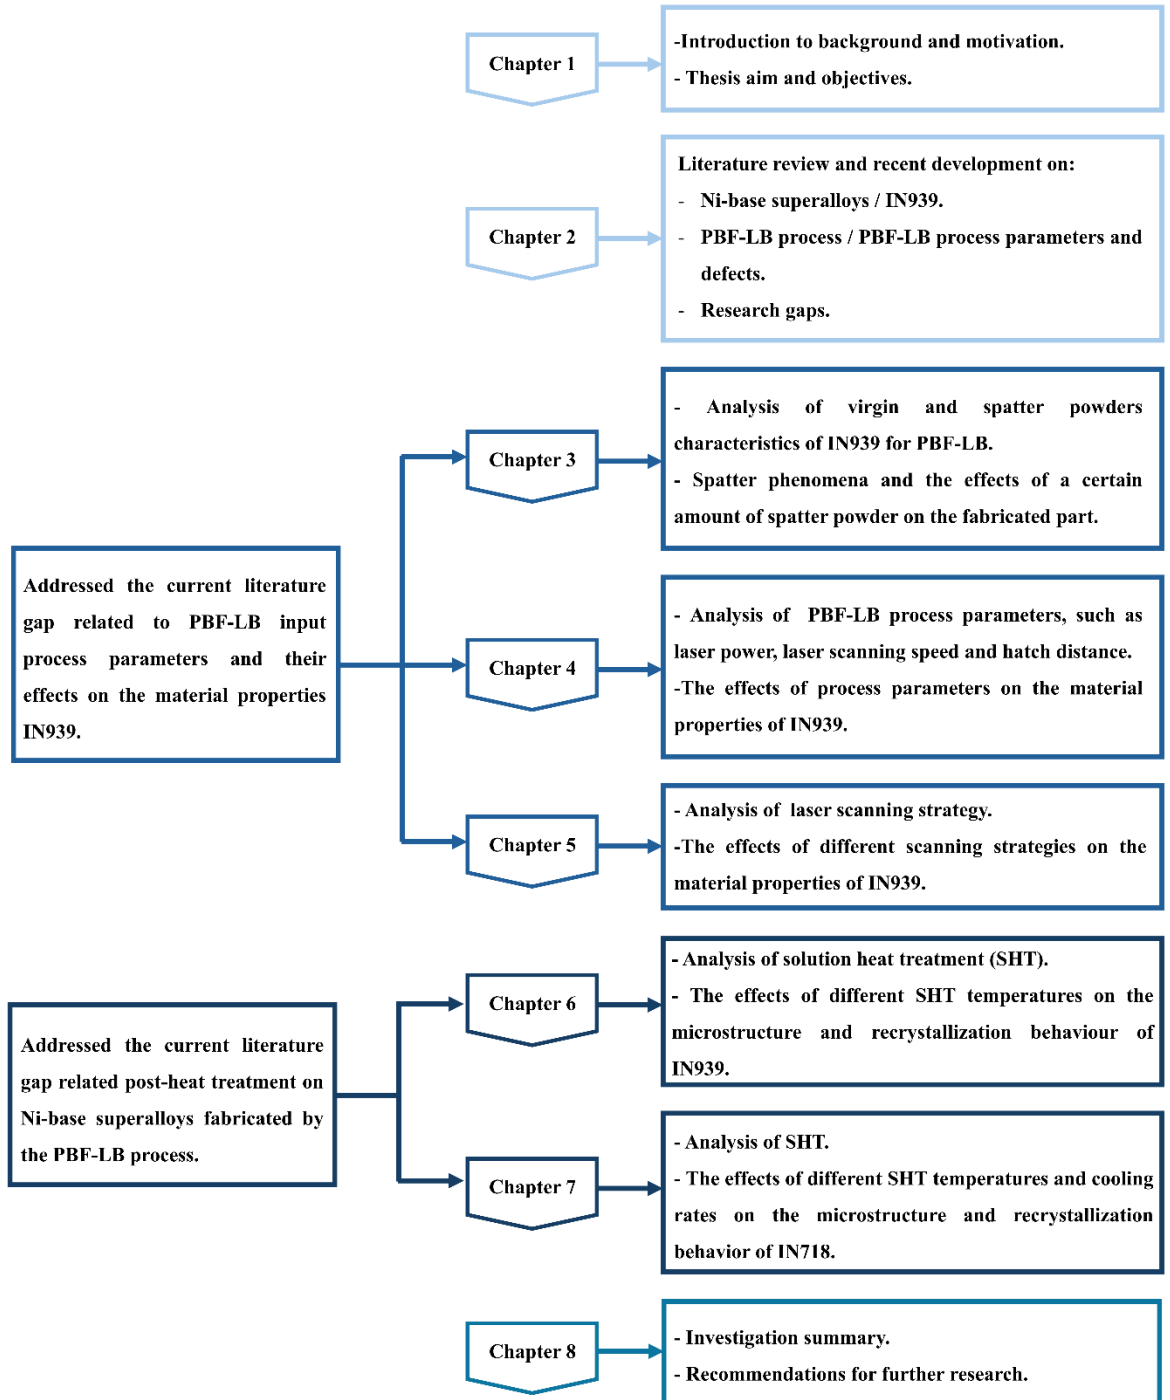 Chapter 1
-Introduction to background and motivation.
- Thesis aim and objectives.
Chapter 2
Literature review and recent development on:
- Ni-base superalloys / IN939.
- PBF-LB process / PBF-LB process parameters and
defects.
- Research gaps.
Addressed the current literature
gap related to PBF-LB input
process parameters and their
effects on the material properties
IN939.
Chapter 3
- Analysis of virgin and spatter powders
characteristics of IN939 for PBF-LB.
- Spatter phenomena and the effects of a certain
amount of spatter powder on the fabricated part.
Chapter 4
- Analysis of PBF-LB process parameters, such as
laser power, laser scanning speed and hatch distance.
-The effects of process parameters on the material
properties of IN939.
Chapter 5
- Analysis of laser scanning strategy.
-The effects of different scanning strategies on the
material properties of IN939.
Addressed the current literature
gap related post-heat treatment on
Ni-base superalloys fabricated by
the PBF-LB process.
Chapter 6
- Analysis of solution heat treatment (SHT).
- The effects of different SHT temperatures on the
microstructure and recrystallization behaviour of
IN939.
Chapter 7
- Analysis of SHT.
- The effects of different SHT temperatures and cooling
rates on the microstructure and recrystallization
behavior of IN718.
Chapter 8
- Investigation summary.
- Recommendations for further research.